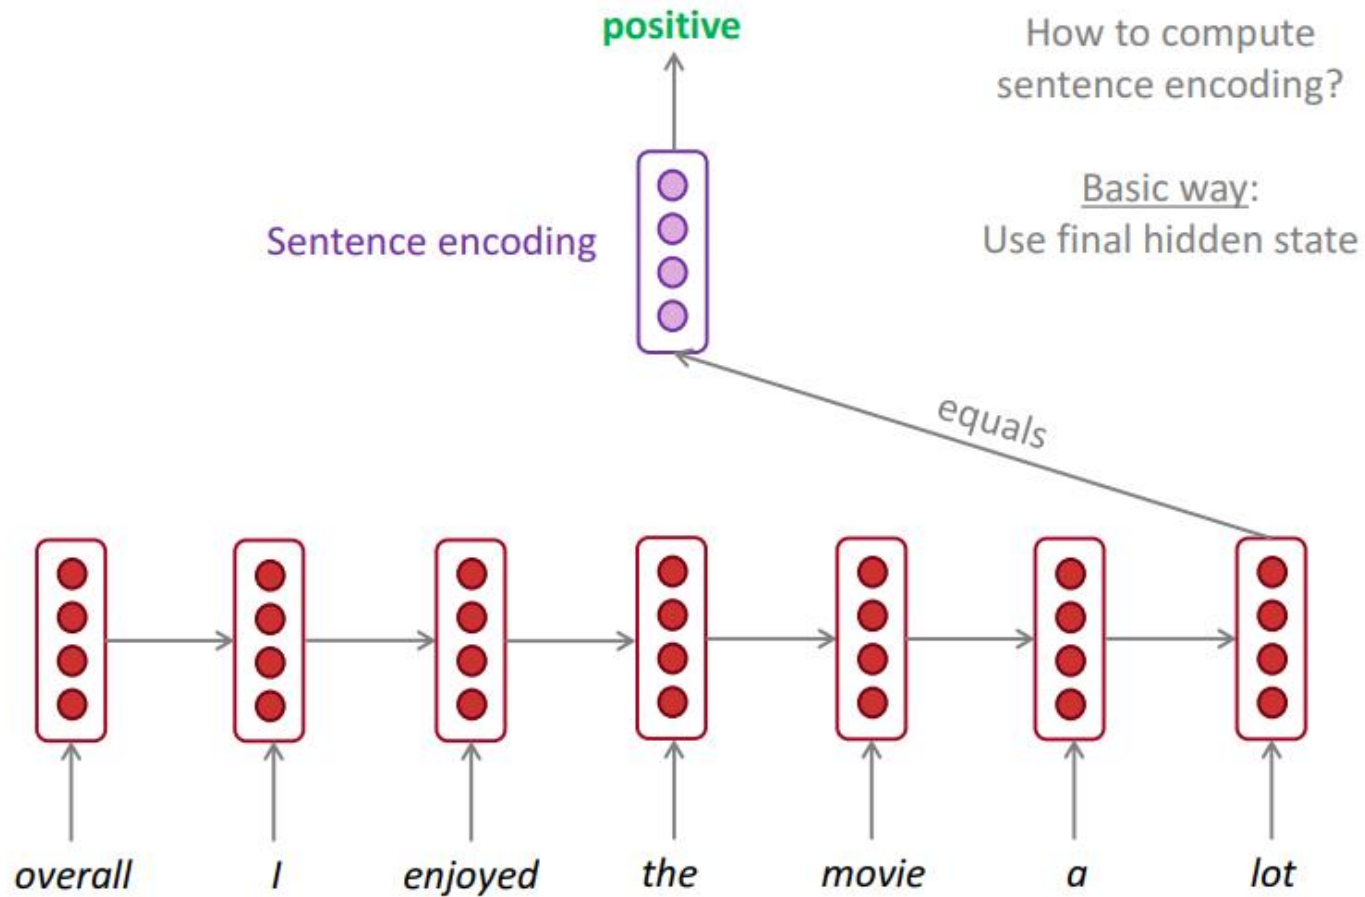 positive
How to compute
sentence encoding?
Basic way:
Use final hidden state
Sentence encoding
equals
overall I enjoyed the movie a lot